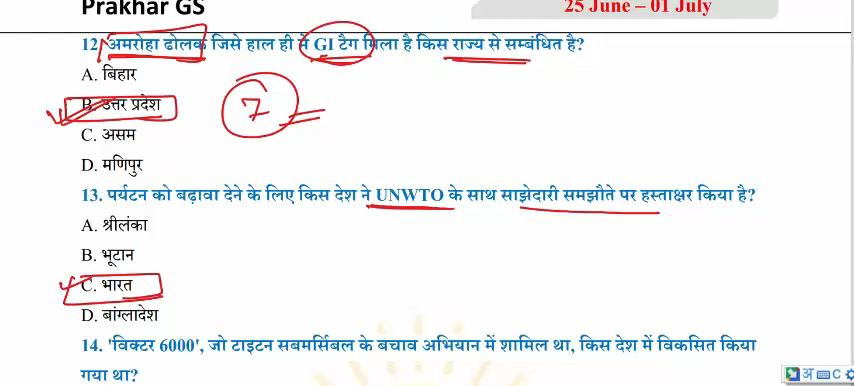 Prakhar GS
25 June – 01 July
12. अमरोहा ढोलक जिसे हाल ही में GI टैग मिला है किस राज्य से सम्बंधित है?
A. बिहार
B. उत्तर प्रदेश
7
C. असम
D. मणिपुर
13. पर्यटन को बढ़ावा देने के लिए किस देश ने UNWTO के साथ साझेदारी समझौते पर हस्ताक्षर किया है?
A. श्रीलंका
B. भूटान
C. भारत
D. बांग्लादेश
14. 'विक्टर 6000', जो टाइटन सबमर्सिबल के बचाव अभियान में शामिल था, किस देश में विकसित किया
गया था?
अ